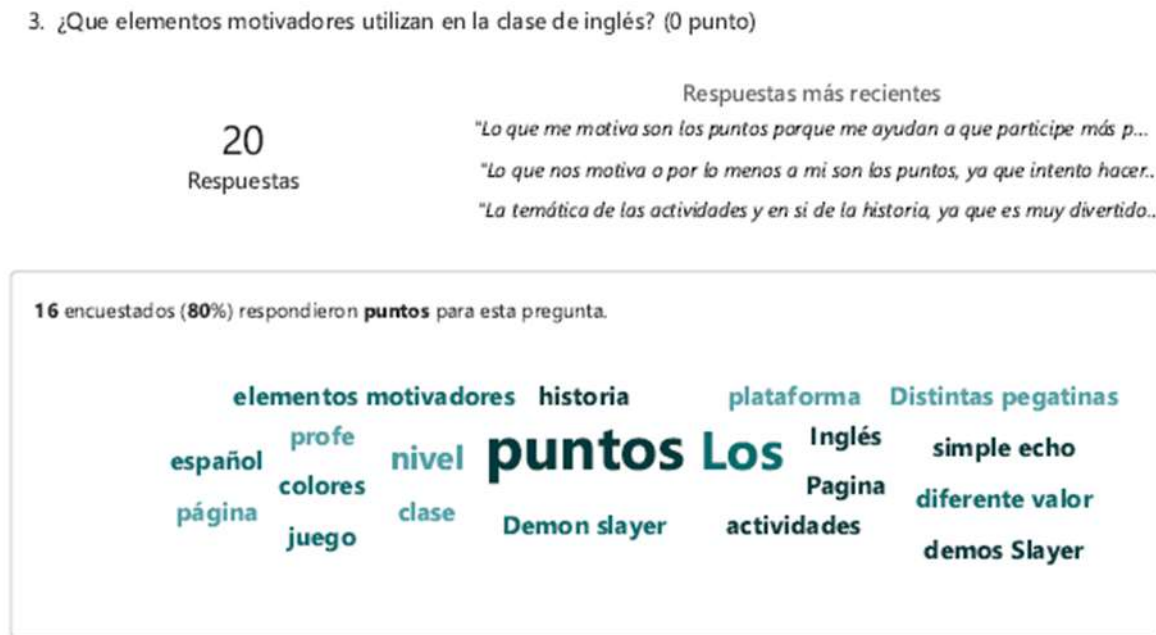 3. ¿Que elementos motivadores utilizan en la clase de inglés? (0 punto)
Respuestas más recientes
20
Respuestas
"Lo que me motiva son los puntos porque me ayudan a que participe más p...
"Lo que nos motiva o por lo menos a mi son los puntos, ya que intento hacer..
"La temática de las actividades y en si de la historia, ya que es muy divertido..
16 encuestados (80%) respondieron puntos para esta pregunta.
elementos motivadores historia plataforma Distintas pegatinas
español profe nivel puntos Los Inglés simple echo
colores Pagina diferente valor
página clase Demon slayer actividades
juego demos Slayer